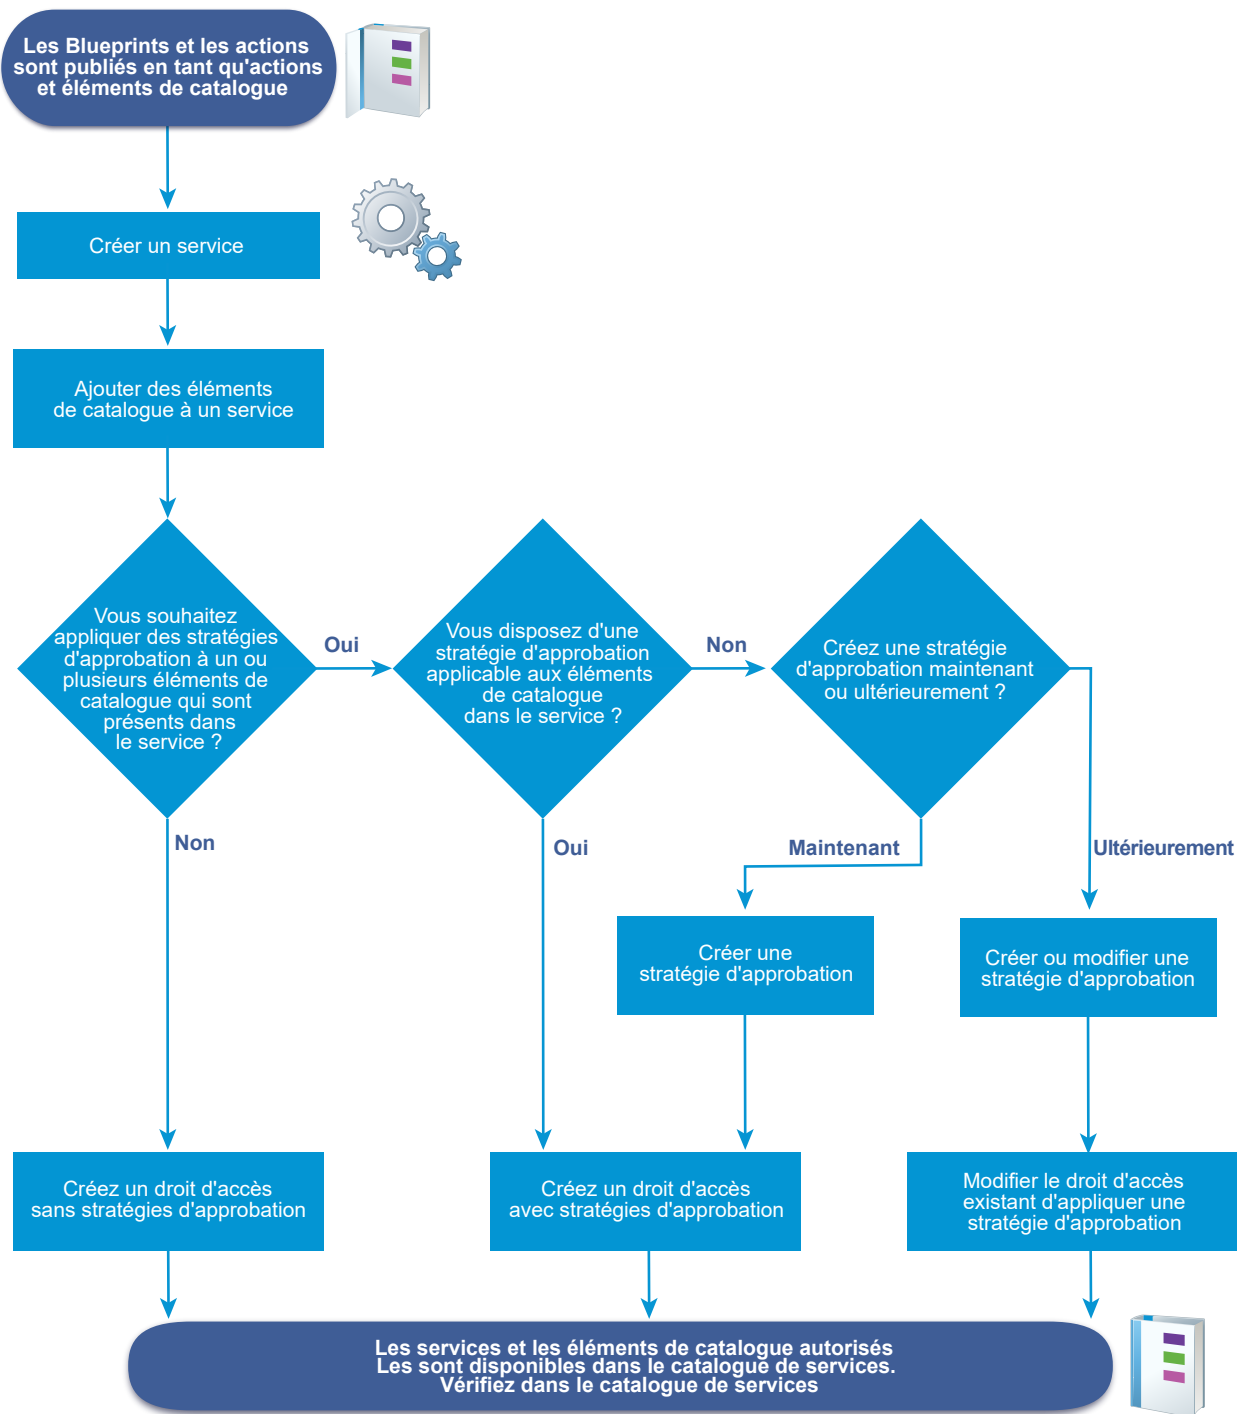 Les Blueprints et les actions
sont publiés en tant qu'actions
et éléments de catalogue
Créer un service
Ajouter des éléments
de catalogue à un service
Vous souhaitez
appliquer des stratégies
d'approbation à un ou
plusieurs éléments de
catalogue qui sont
présents dans
le service ?
Oui
Vous disposez d'une
stratégie d'approbation
applicable aux éléments
de catalogue
dans le service ?
Non
Créez une stratégie
d'approbation maintenant
ou ultérieurement ?
Non
Oui
Maintenant
Ultérieurement
Créer une
stratégie d'approbation
Créer ou modifier une
stratégie d'approbation
Créez un droit d'accès
sans stratégies d'approbation
Créez un droit d'accès
avec stratégies d'approbation
Modifier le droit d'accès
existant d'appliquer une
stratégie d'approbation
Les services et les éléments de catalogue autorisés
Les sont disponibles dans le catalogue de services.
Vérifiez dans le catalogue de services